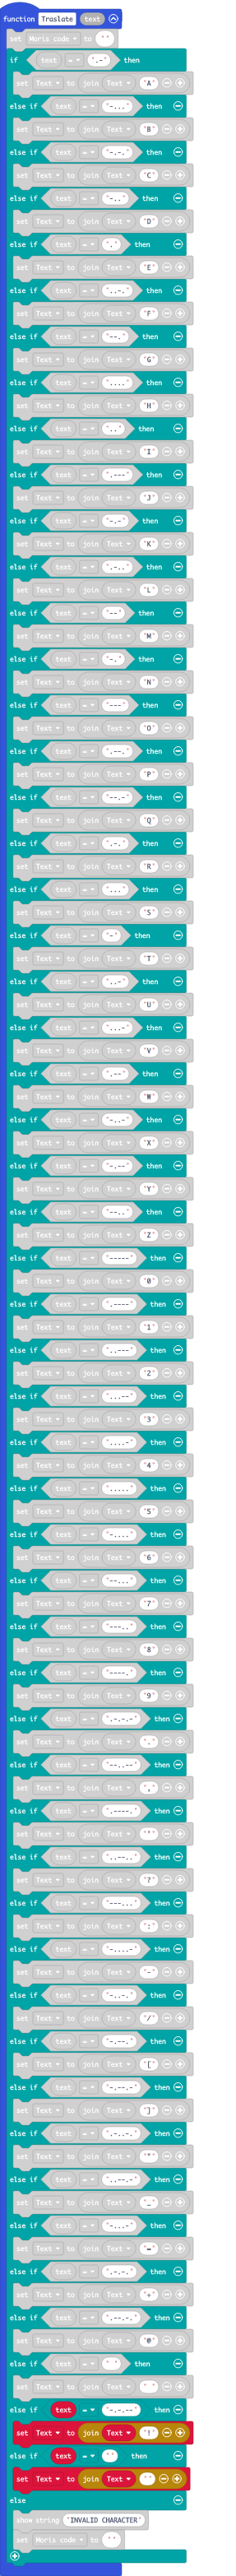 function Traslate text
set Moris code ▾ to " "
if text = ▾ ".-" then
set Text ▾ to join Text ▾ "A"
else if text = ▾ "-..." then
set Text ▾ to join Text ▾ "B"
else if text = ▾ "-.-." then
set Text ▾ to join Text ▾ "C"
else if text = ▾ "-.." then
set Text ▾ to join Text ▾ "D"
else if text = ▾ "." then
set Text ▾ to join Text ▾ "E"
else if text = ▾ "..-." then
set Text ▾ to join Text ▾ "F"
else if text = ▾ "--." then
set Text ▾ to join Text ▾ "G"
else if text = ▾ "...." then
set Text ▾ to join Text ▾ "H"
else if text = ▾ ".." then
set Text ▾ to join Text ▾ "I"
else if text = ▾ ".---" then
set Text ▾ to join Text ▾ "J"
else if text = ▾ "-.-" then
set Text ▾ to join Text ▾ "K"
else if text = ▾ ".-.." then
set Text ▾ to join Text ▾ "L"
else if text = ▾ "--" then
set Text ▾ to join Text ▾ "M"
else if text = ▾ "-." then
set Text ▾ to join Text ▾ "N"
else if text = ▾ "---" then
set Text ▾ to join Text ▾ "O"
else if text = ▾ ".--." then
set Text ▾ to join Text ▾ "P"
else if text = ▾ "--.-" then
set Text ▾ to join Text ▾ "Q"
else if text = ▾ ".-." then
set Text ▾ to join Text ▾ "R"
else if text = ▾ "..." then
set Text ▾ to join Text ▾ "S"
else if text = ▾ "-" then
set Text ▾ to join Text ▾ "T"
else if text = ▾ "..-" then
set Text ▾ to join Text ▾ "U"
else if text = ▾ "...-" then
set Text ▾ to join Text ▾ "V"
else if text = ▾ ".--" then
set Text ▾ to join Text ▾ "W"
else if text = ▾ "-..-" then
set Text ▾ to join Text ▾ "X"
else if text = ▾ "-.--" then
set Text ▾ to join Text ▾ "Y"
else if text = ▾ "--.." then
set Text ▾ to join Text ▾ "Z"
else if text = ▾ "-----" then
set Text ▾ to join Text ▾ "0"
else if text = ▾ ".----" then
set Text ▾ to join Text ▾ "1"
else if text = ▾ "..---" then
set Text ▾ to join Text ▾ "2"
else if text = ▾ "...--" then
set Text ▾ to join Text ▾ "3"
else if text = ▾ "....-" then
set Text ▾ to join Text ▾ "4"
else if text = ▾ "....." then
set Text ▾ to join Text ▾ "5"
else if text = ▾ "-...." then
set Text ▾ to join Text ▾ "6"
else if text = ▾ "--..." then
set Text ▾ to join Text ▾ "7"
else if text = ▾ "---.." then
set Text ▾ to join Text ▾ "8"
else if text = ▾ "----." then
set Text ▾ to join Text ▾ "9"
else if text = ▾ ".-.-.-" then
set Text ▾ to join Text ▾ "."
else if text = ▾ "--..--" then
set Text ▾ to join Text ▾ ","
else if text = ▾ ".----." then
set Text ▾ to join Text ▾ "'"
else if text = ▾ "..--.." then
set Text ▾ to join Text ▾ "?"
else if text = ▾ "---..." then
set Text ▾ to join Text ▾ ":"
else if text = ▾ "-....-" then
set Text ▾ to join Text ▾ "-"
else if text = ▾ "-..-." then
set Text ▾ to join Text ▾ "/"
else if text = ▾ "-.--." then
set Text ▾ to join Text ▾ "["
else if text = ▾ "-.--.-" then
set Text ▾ to join Text ▾ "]"
else if text = ▾ ".-..-." then
set Text ▾ to join Text ▾ """
else if text = ▾ "..--.-" then
set Text ▾ to join Text ▾ "_"
else if text = ▾ "-...-" then
set Text ▾ to join Text ▾ "="
else if text = ▾ ".-.-." then
set Text ▾ to join Text ▾ "+"
else if text = ▾ ".--.-." then
set Text ▾ to join Text ▾ "@"
else if text = ▾ " " then
set Text ▾ to join Text ▾ " "
else if text = ▾ "-.-.--" then
set Text ▾ to join Text ▾ "!"
else if text = ▾ "" then
set Text ▾ to join Text ▾ ""
else
show string "INVALID CHARACTER"
set Moris code ▾ to ""